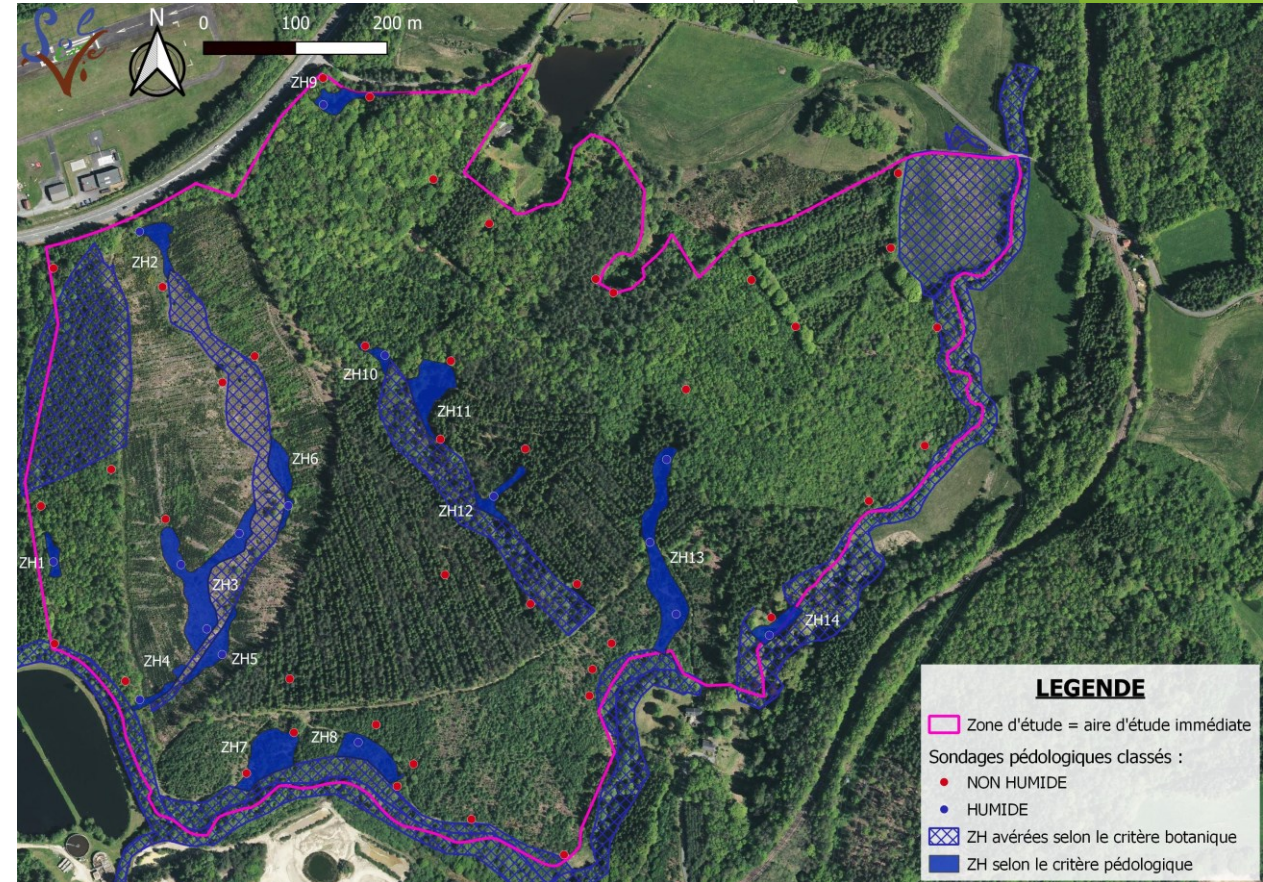 Sol
Vie
N
0 100 200 m
ZH9
ZH2
ZH10
ZH11
ZH6
ZH12
ZH1
ZH13
ZH3
ZH14
ZH4
ZH5
ZH7
ZH8
LEGENDE
Zone d'étude = aire d'étude immédiate
Sondages pédologiques classés :
NON HUMIDE
HUMIDE
ZH avérées selon le critère botanique
ZH selon le critère pédologique